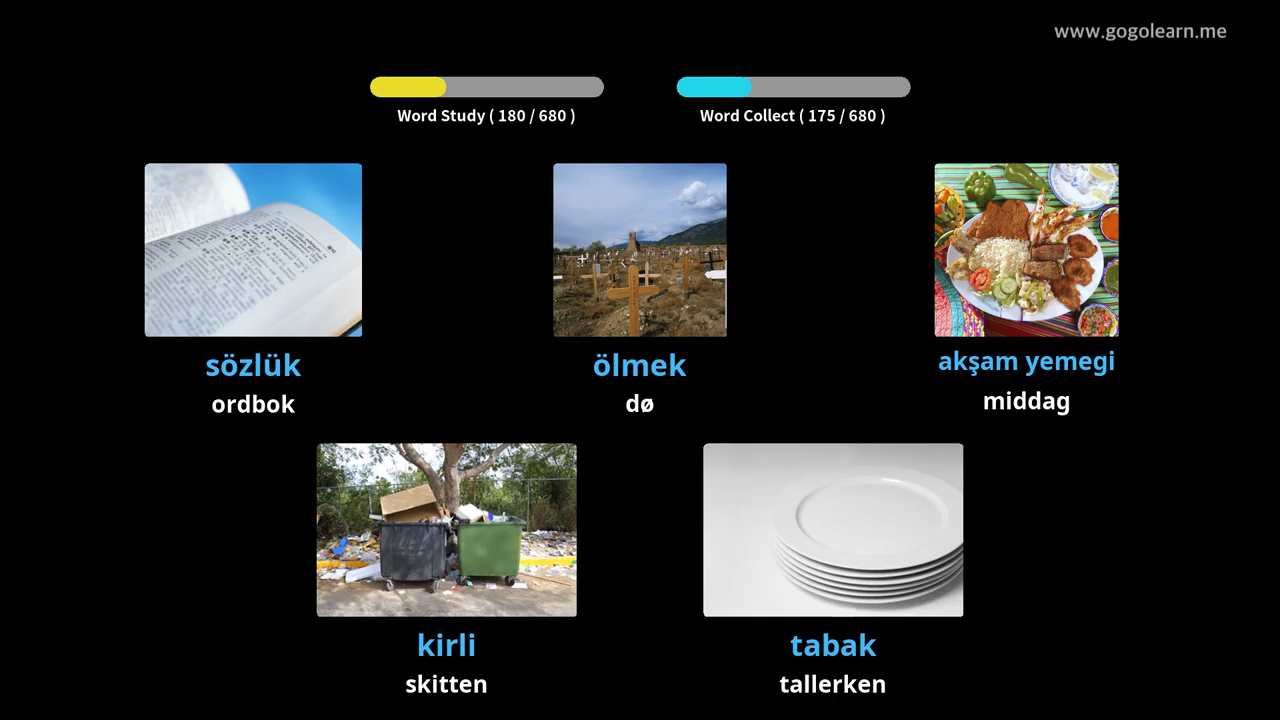 www.gogolearn.me
Word Study ( 180 / 680 )
Word Collect ( 175 / 680 )
sözlük
ordbok
ölmek
dø
akşam yemegi
middag
kirli
skitten
tabak
tallerken